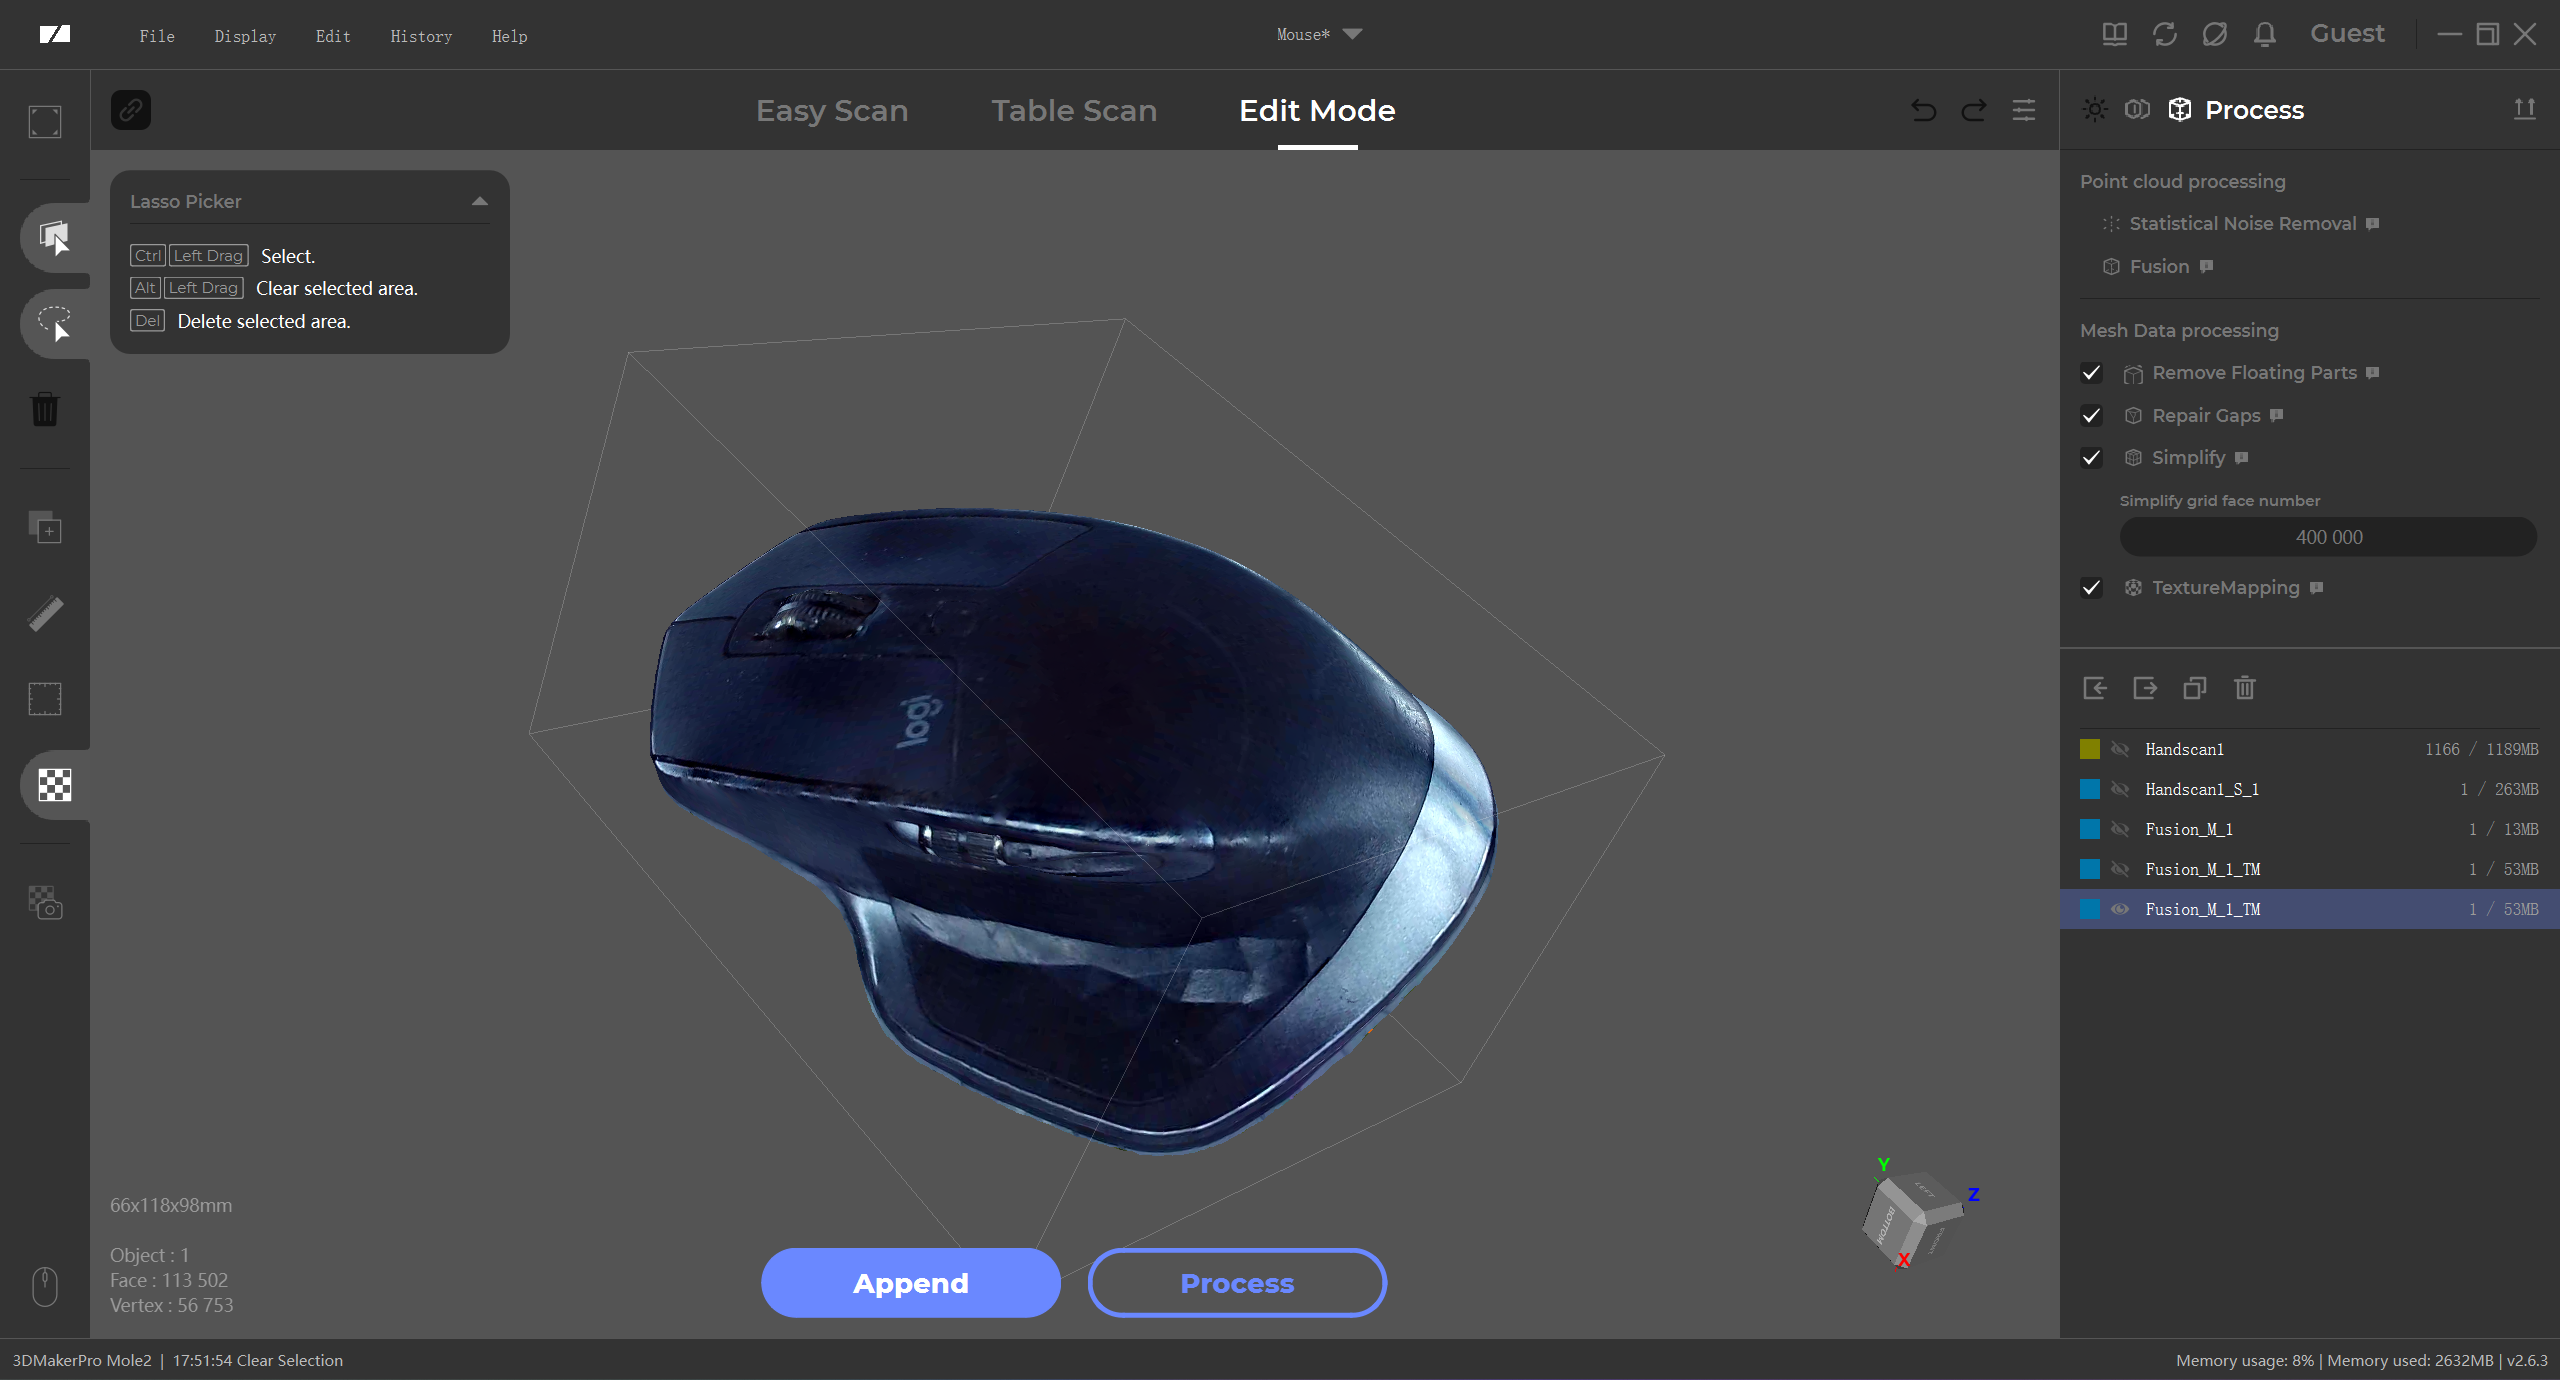 File Display Edit History Help
Mouse*
Guest
Easy Scan Table Scan Edit Mode
Process
Lasso Picker
Ctrl Left Drag Select.
Alt Left Drag Clear selected area.
Del Delete selected area.
Point cloud processing
Statistical Noise Removal
Fusion
Mesh Data processing
Remove Floating Parts
Repair Gaps
Simplify
Simplify grid face number
400 000
TextureMapping
Handscan1 1166 / 1189MB
Handscan1_S_1 1 / 263MB
Fusion_M_1 1 / 13MB
Fusion_M_1_TM 1 / 53MB
Fusion_M_1_TM 1 / 53MB
logi
66x118x98mm
Object : 1
Face : 113 502
Vertex : 56 753
Y
Z
LEFT
BOTTOM
X
Append
Process
3DMakerPro Mole2 | 17:51:54 Clear Selection
Memory usage: 8% | Memory used: 2632MB | v2.6.3